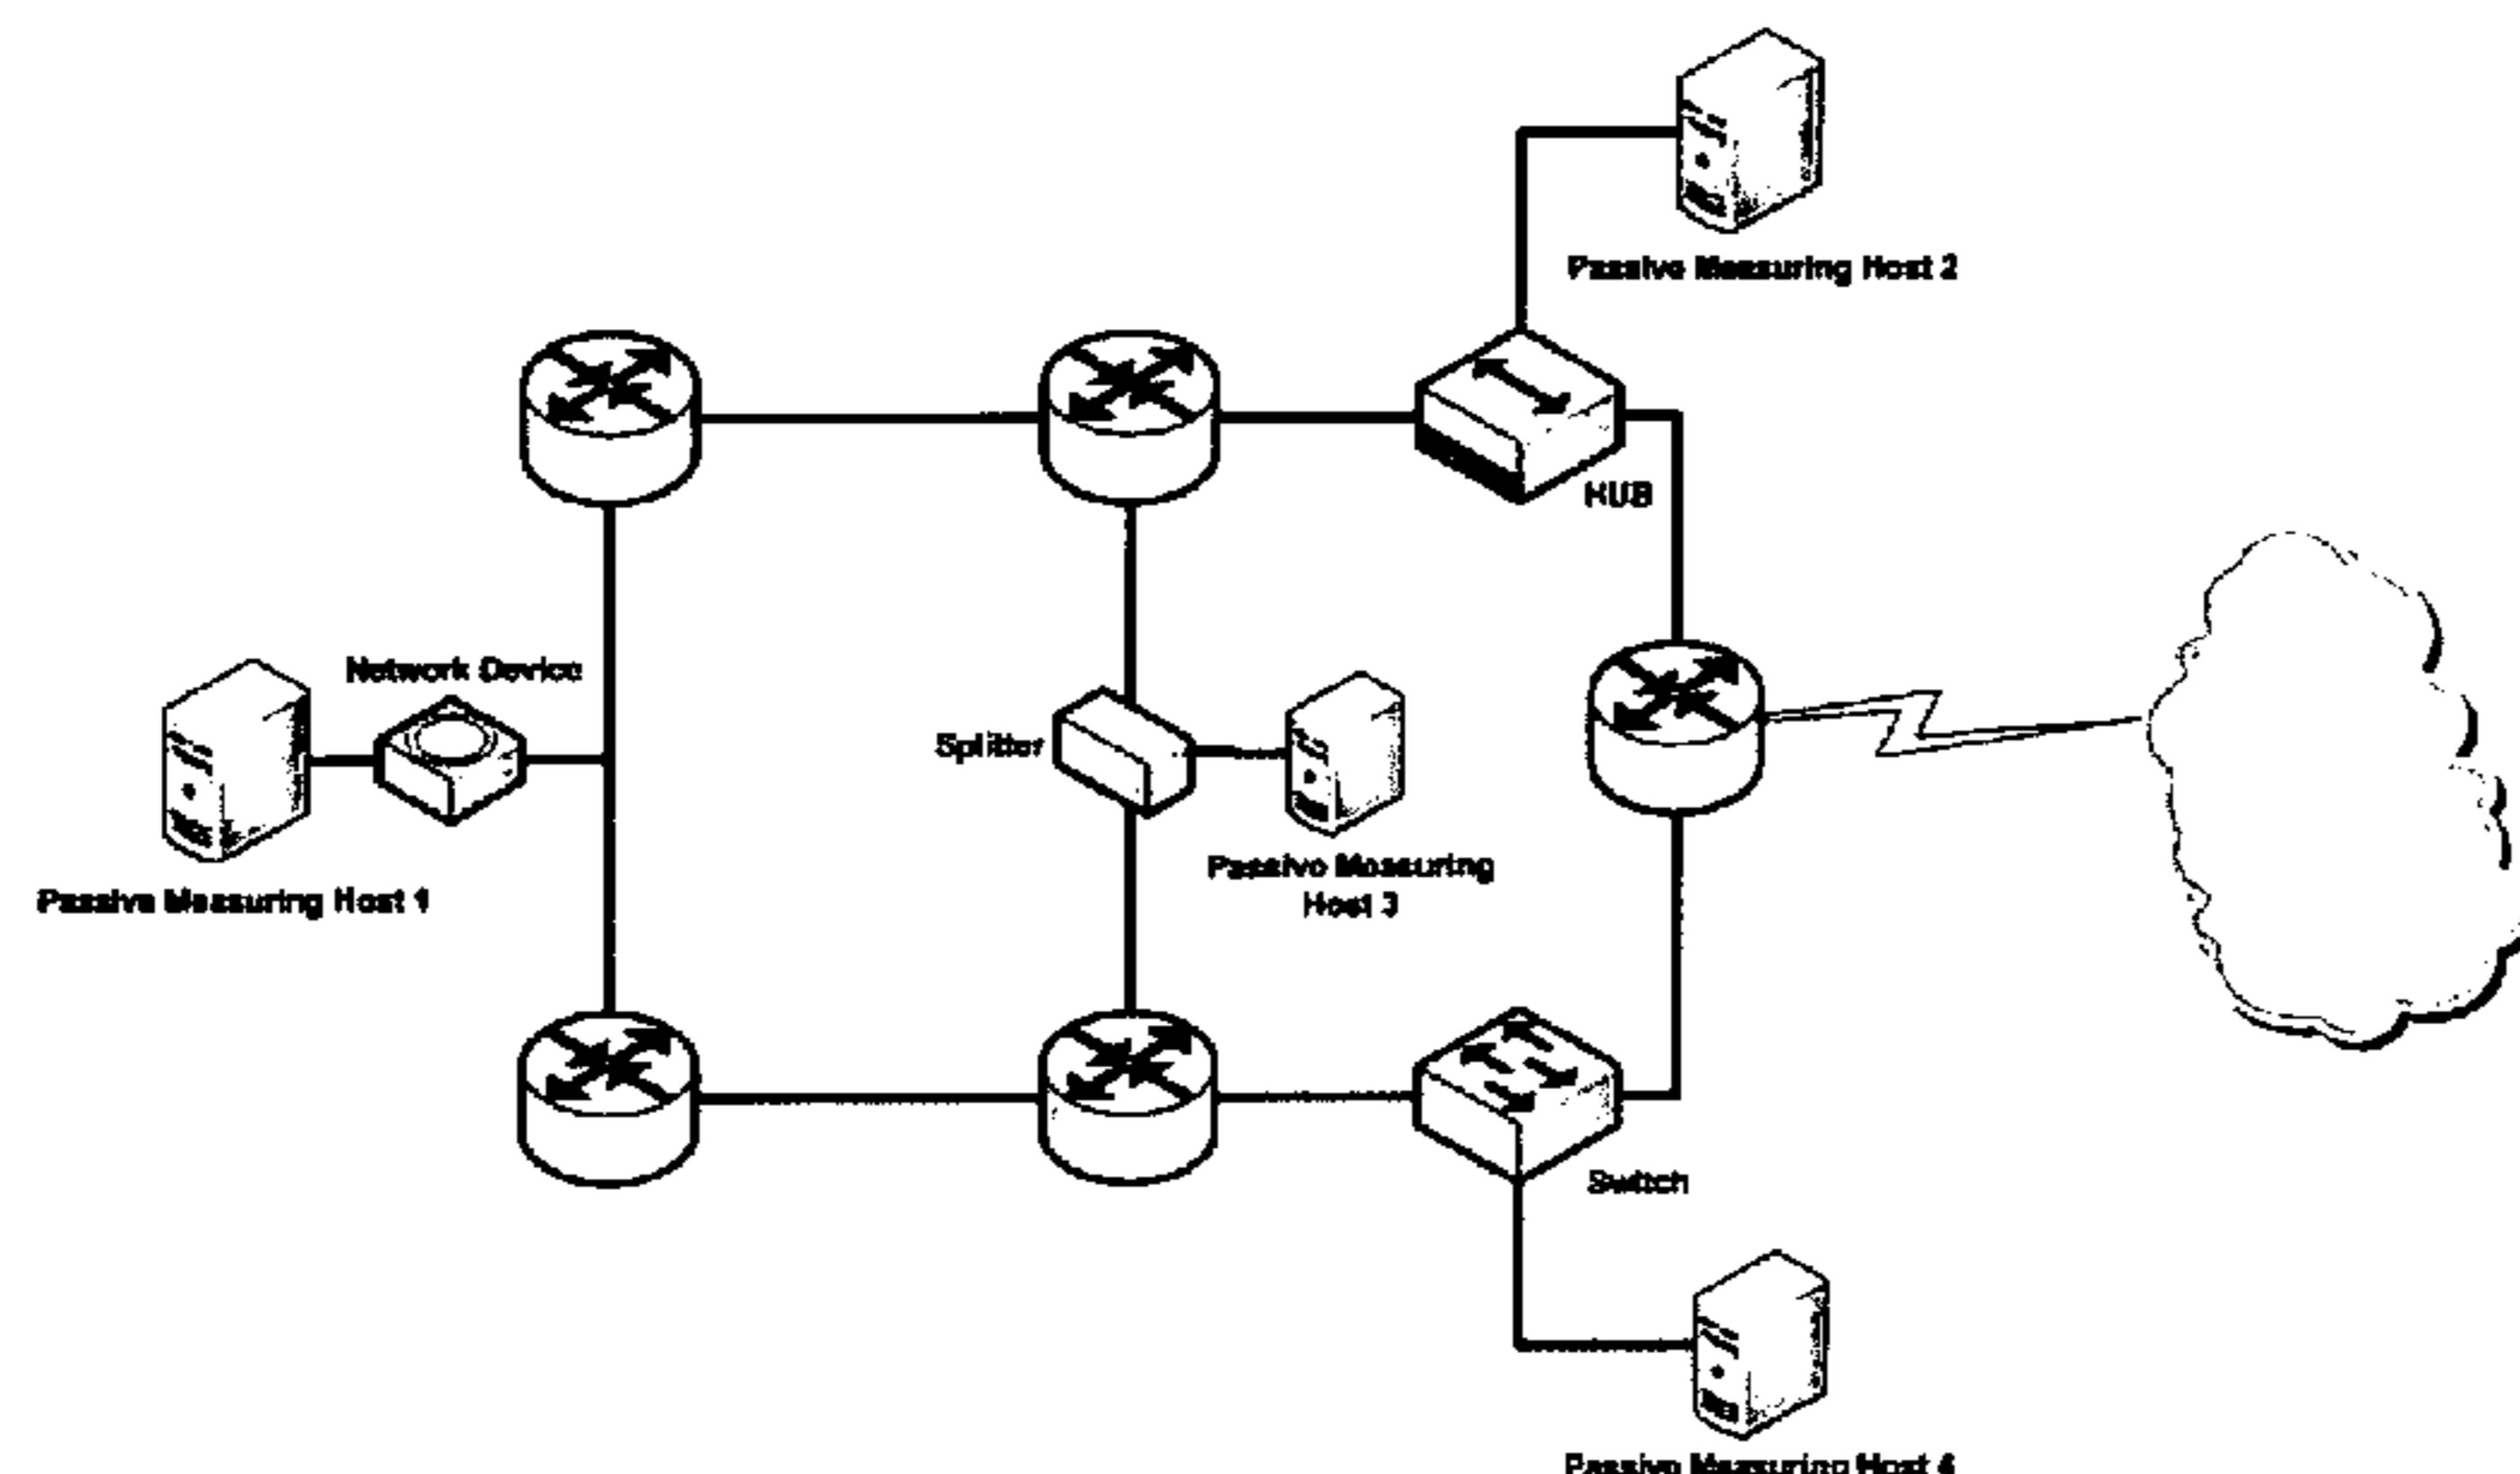 Passive Measuring Host 2
HUB
Network Device
Splitter
Passive Measuring Host 1
Passive Measuring
Host 3
Switch
Passive Measuring Host 4